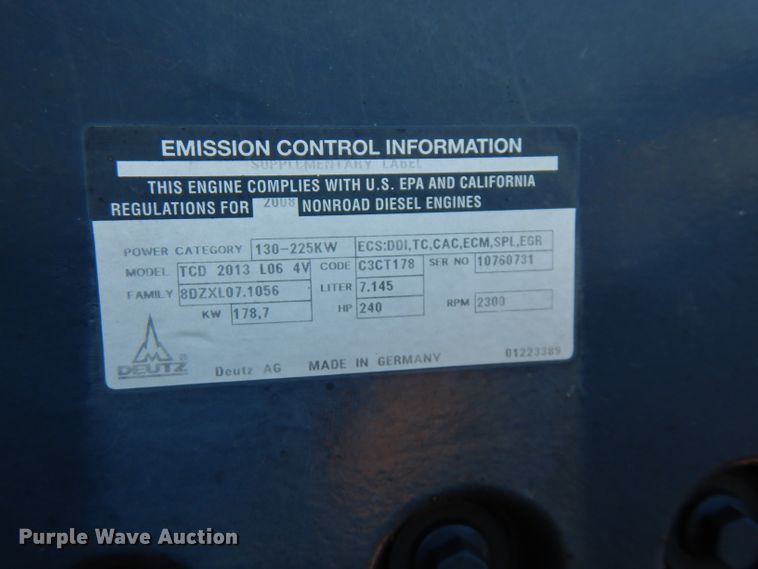 EMISSION CONTROL INFORMATION
SUPPLEMENTARY LABEL
THIS ENGINE COMPLIES WITH U.S. EPA AND CALIFORNIA
REGULATIONS FOR 2008 NONROAD DIESEL ENGINES
POWER CATEGORY 130-225KW ECS:DDI,TC,CAC,ECM,SPL,EGR
MODEL TCD 2013 L06 4V CODE C3CT178 SER NO 10760731
FAMILY 8DZXL07.1056 LITER 7.145
KW 178,7 HP 240 RPM 2300
DEUTZ ® Deutz AG MADE IN GERMANY 01223389
Purple Wave Auction